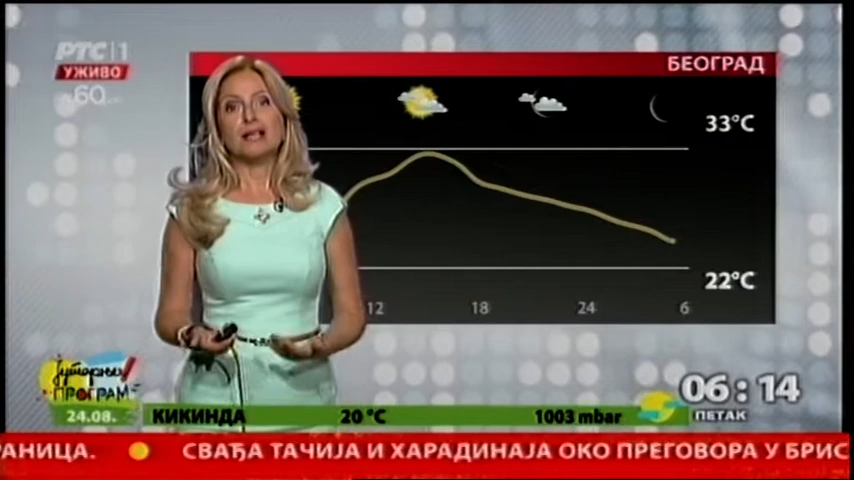 РТС|1
УЖИВО
60
БЕОГРАД
33°C
22°C
12 18 24 6
Јутарњи
ПРОГРАМ
24.08.
КИКИНДА 20 °C 1003 mbar
06:14
ПЕТАК
РАНИЦА. СВАЂА ТАЧИЈА И ХАРАДИНАЈА ОКО ПРЕГОВОРА У БРИС